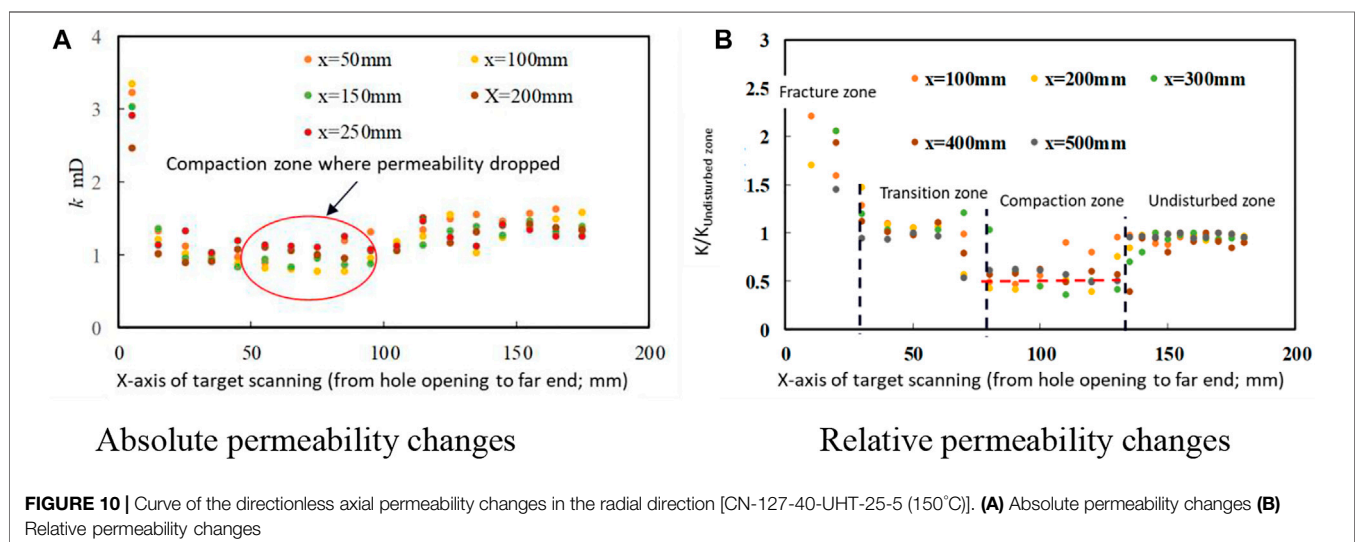 A
4
3
2
1
0
k mD
x=50mm
x=100mm
x=150mm
X=200mm
x=250mm
Compaction zone where permeability dropped
0
50
100
150
200
X-axis of target scanning (from hole opening to far end; mm)
Absolute permeability changes
B
3
2.5
2
1.5
1
0.5
0
K/KUndisturbed zone
Fracture zone
x=100mm
x=200mm
x=300mm
x=400mm
x=500mm
Transition zone
Compaction zone
Undisturbed zone
0
50
100
150
200
X-axis of target scanning (from hole opening to far end; mm)
Relative permeability changes
FIGURE 10 | Curve of the directionless axial permeability changes in the radial direction [CN-127-40-UHT-25-5 (150°C)]. (A) Absolute permeability changes (B)
Relative permeability changes